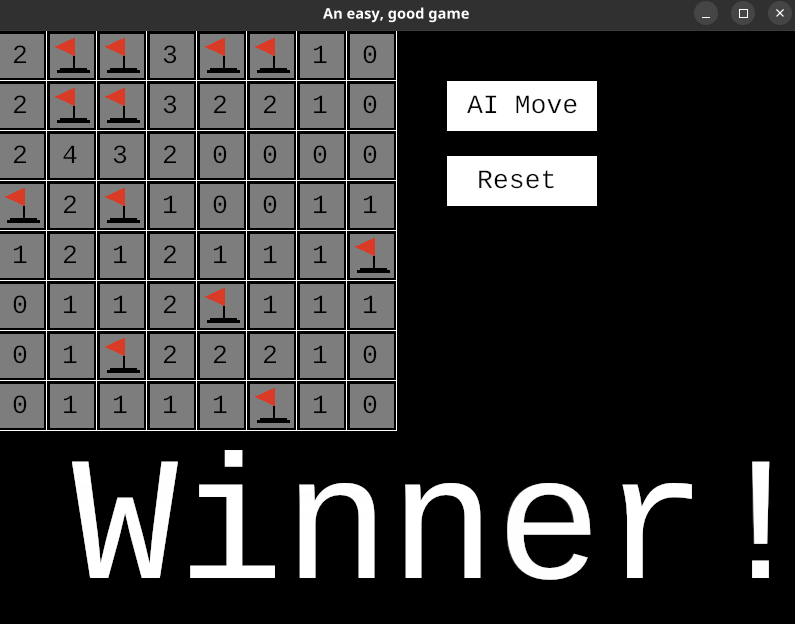 An easy, good game
2 3 1 0
2 3 2 2 1 0
AI Move
2 4 3 2 0 0 0 0
Reset
2 1 0 0 1 1
1 2 1 2 1 1 1
0 1 1 2 1 1 1
0 1 2 2 2 1 0
0 1 1 1 1 1 0
Winner!